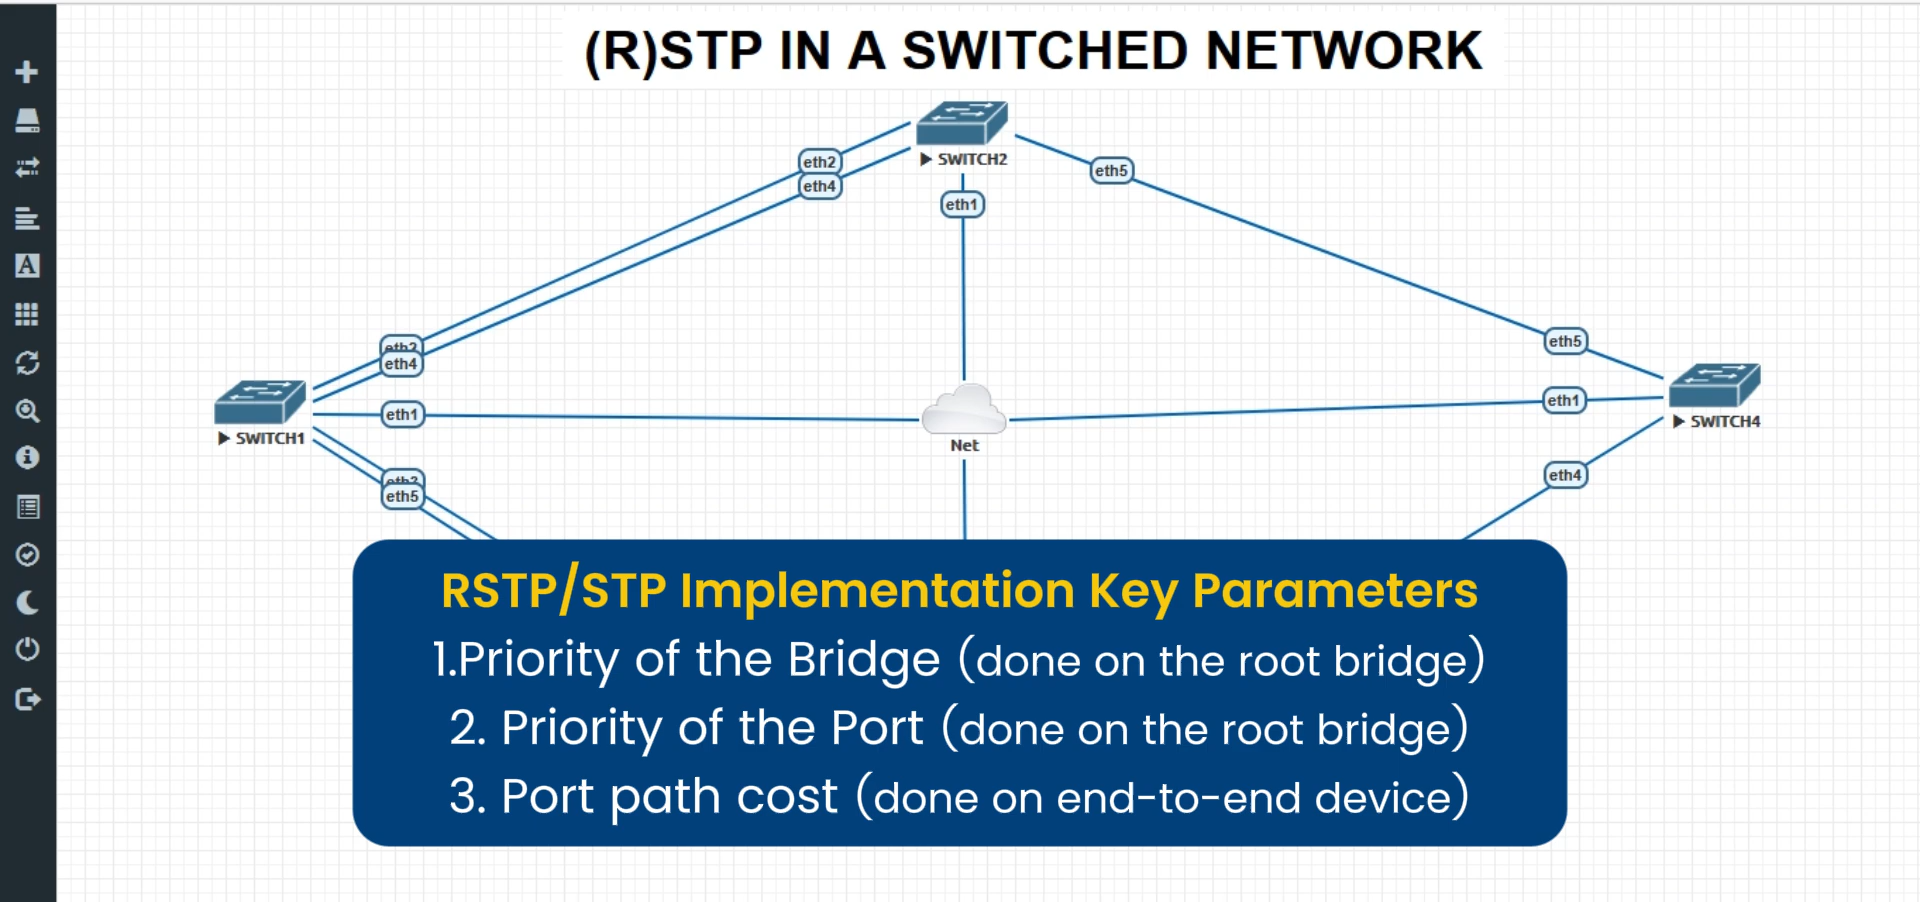 (R)STP IN A SWITCHED NETWORK
SWITCH2
eth2
eth4
eth5
eth1
eth4
eth5
SWITCH1
eth1
eth1
SWITCH4
Net
eth5
eth4
RSTP/STP Implementation Key Parameters
1.Priority of the Bridge (done on the root bridge)
2. Priority of the Port (done on the root bridge)
3. Port path cost (done on end-to-end device)